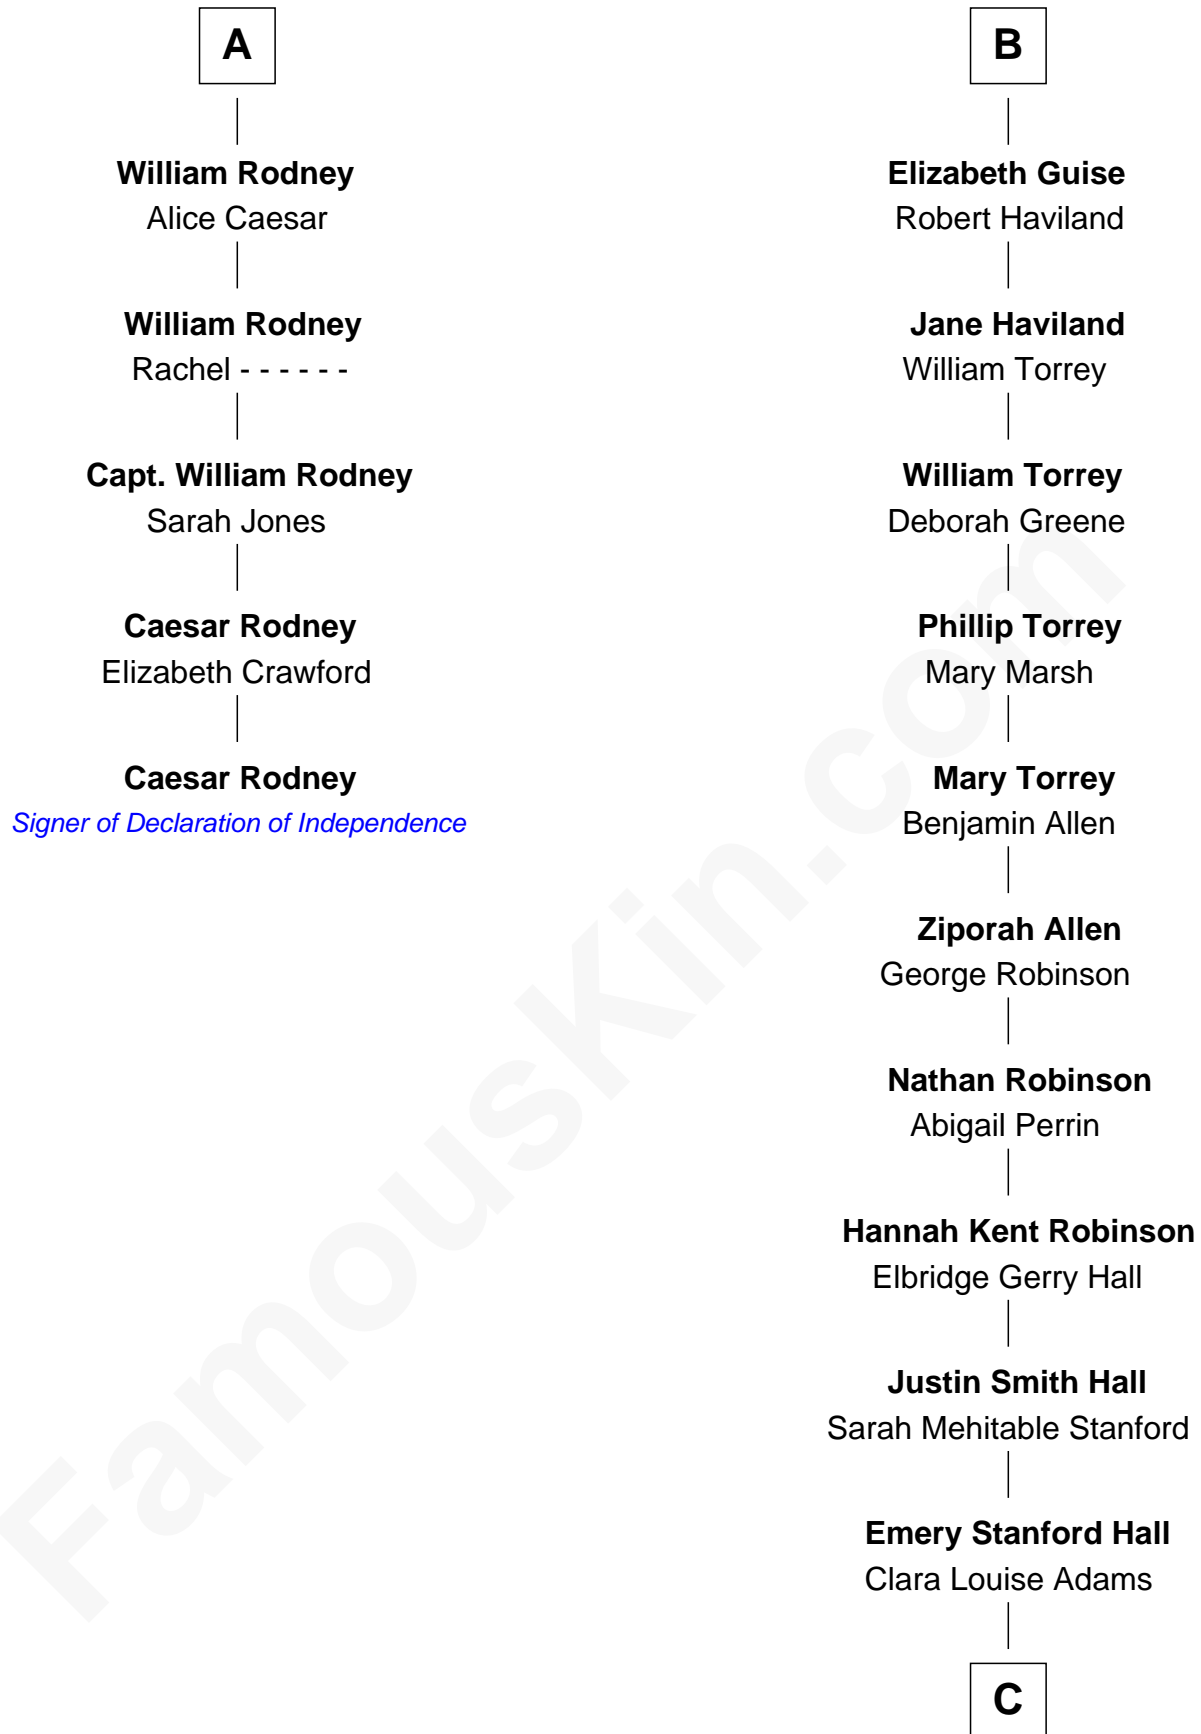 A
William Rodney
Alice Caesar
William Rodney
Rachel - - - - - -
Capt. William Rodney
Sarah Jones
Caesar Rodney
Elizabeth Crawford
Caesar Rodney
Signer of Declaration of Independence
B
Elizabeth Guise
Robert Haviland
Jane Haviland
William Torrey
William Torrey
Deborah Greene
Phillip Torrey
Mary Marsh
Mary Torrey
Benjamin Allen
Ziporah Allen
George Robinson
Nathan Robinson
Abigail Perrin
Hannah Kent Robinson
Elbridge Gerry Hall
Justin Smith Hall
Sarah Mehitable Stanford
Emery Stanford Hall
Clara Louise Adams
C
FamousKin.com